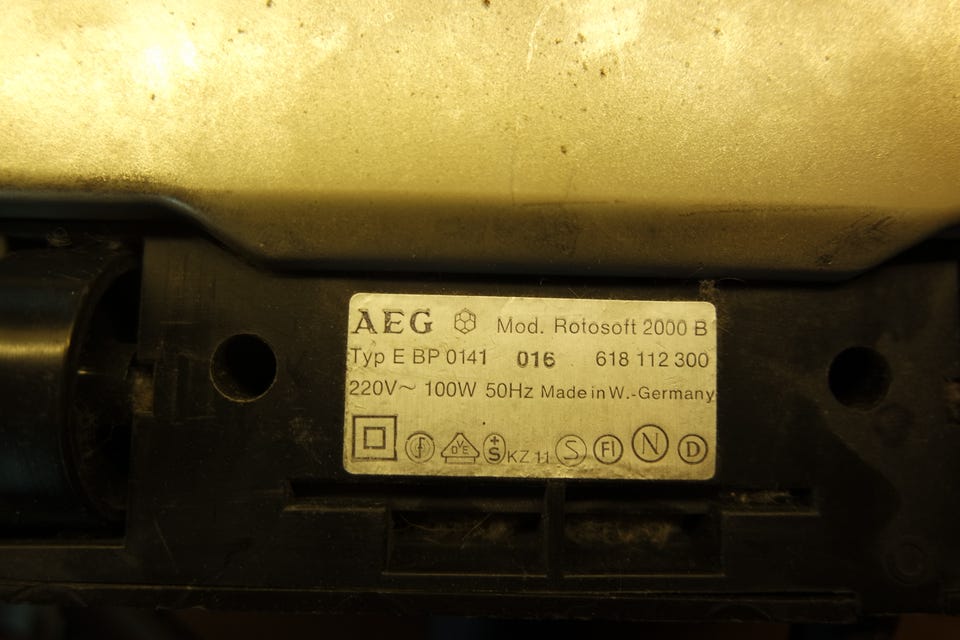 AEG Mod. Rotosoft 2000 B
Typ E BP 0141 016 618 112 300
220V~ 100W 50Hz Made in W.-Germany
f DVE +S KZ 11 S FI N D